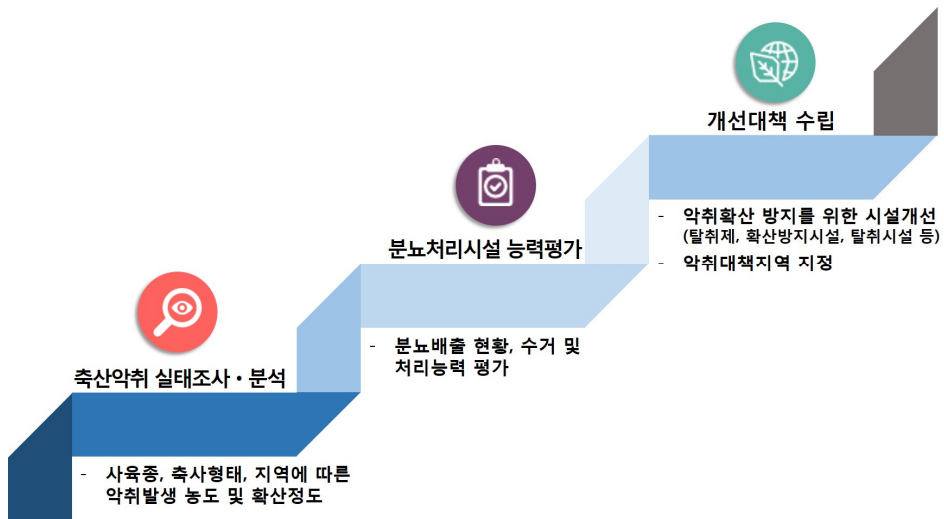 개선대책 수립
- 악취확산 방지를 위한 시설개선
(탈취제, 확산방지시설, 탈취시설 등)
- 악취대책지역 지정
분뇨처리시설 능력평가
- 분뇨배출 현황, 수거 및
처리능력 평가
축산악취 실태조사・분석
- 사육종, 축사형태, 지역에 따른
악취발생 농도 및 확산정도